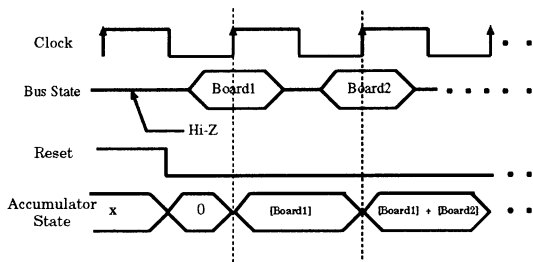 Clock
Bus State
Board1
Board2
Hi-Z
Reset
Accumulator
State
x
0
[Board1]
[Board1] + [Board2]